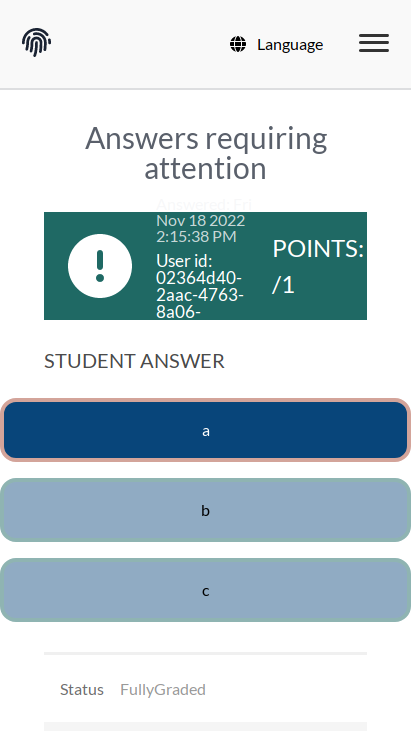 Language
Answers requiring
attention
Answered, Fri
Nov 18 2022
2:15:38 PM
User id:
02364d40-
2aac-4763-
8a06-
POINTS:
/1
STUDENT ANSWER
a
b
c
Status FullyGraded